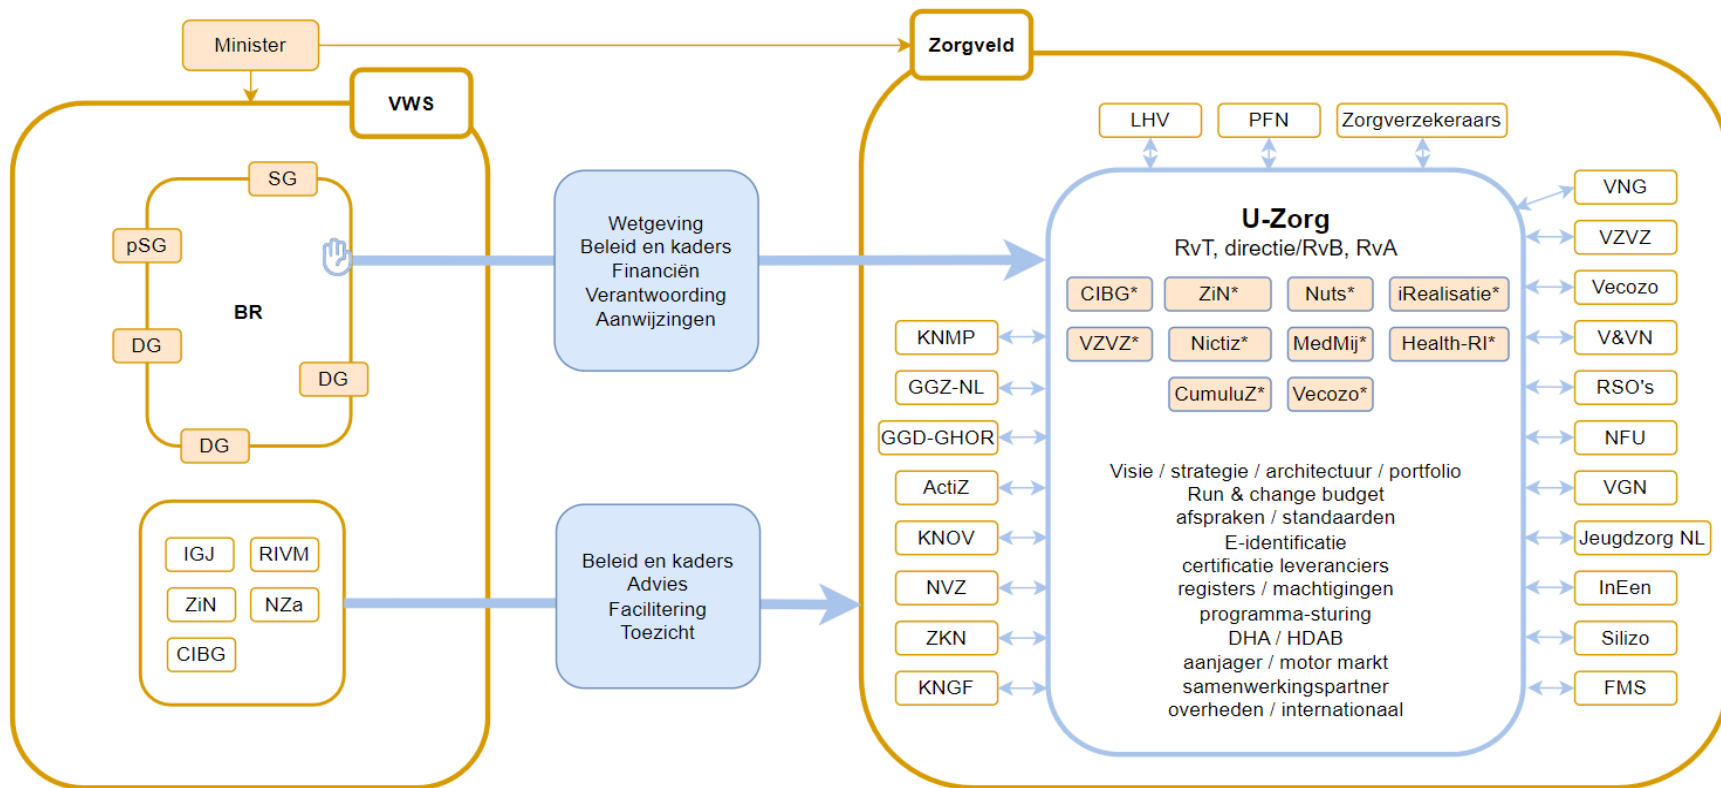 Minister
Zorgveld
VWS
SG
pSG
BR
DG
DG
DG
IGJ
RIVM
ZiN
NZa
CIBG
Wetgeving
Beleid en kaders
Financiën
Verantwoording
Aanwijzingen
Beleid en kaders
Advies
Facilitering
Toezicht
LHV
PFN
Zorgverzekeraars
KNMP
GGZ-NL
GGD-GHOR
ActiZ
KNOV
NVZ
ZKN
KNGF
U-Zorg
RvT, directie/RvB, RvA
CIBG*
ZiN*
Nuts*
iRealisatie*
VZVZ*
Nictiz*
MedMij*
Health-RI*
CumuluZ*
Vecozo*
Visie / strategie / architectuur / portfolio
Run & change budget
afspraken / standaarden
E-identificatie
certificatie leveranciers
registers / machtigingen
programma-sturing
DHA / HDAB
aanjager / motor markt
samenwerkingspartner
overheden / internationaal
VNG
VZVZ
Vecozo
V&VN
RSO's
NFU
VGN
Jeugdzorg NL
InEen
Silizo
FMS